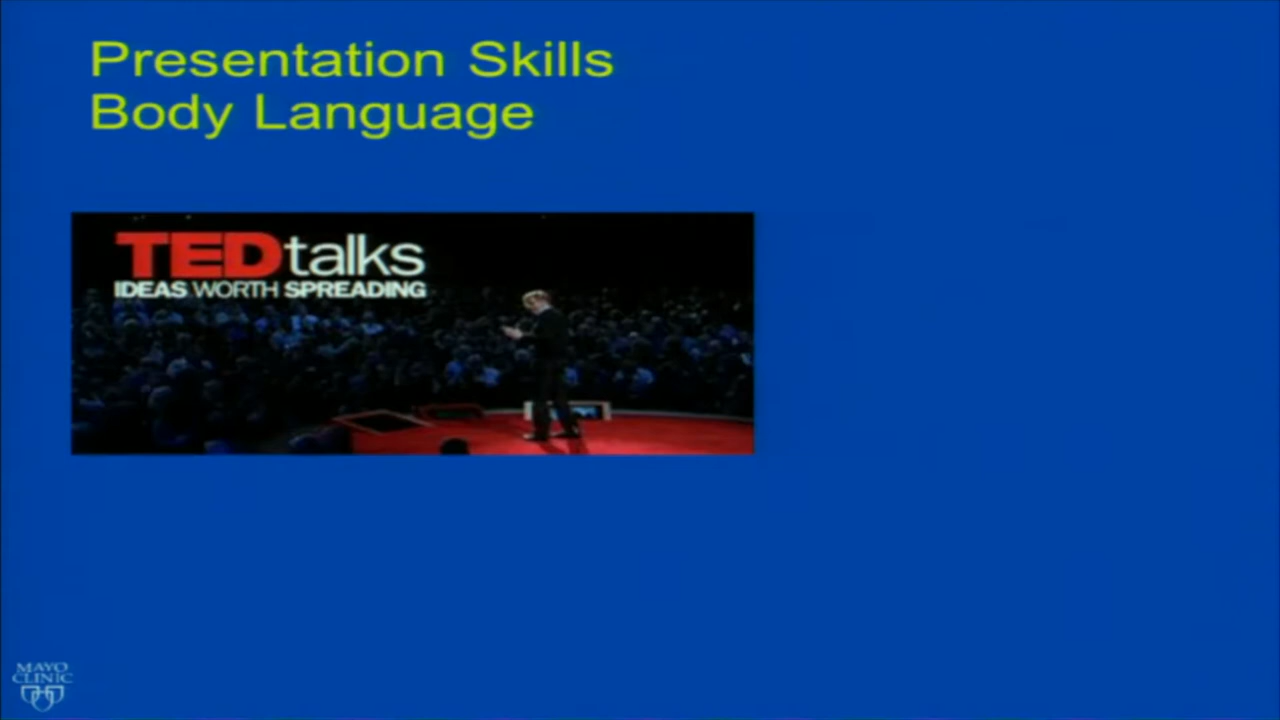 Presentation Skills
Body Language
TEDtalks
IDEAS WORTH SPREADING
MAYO
CLINIC